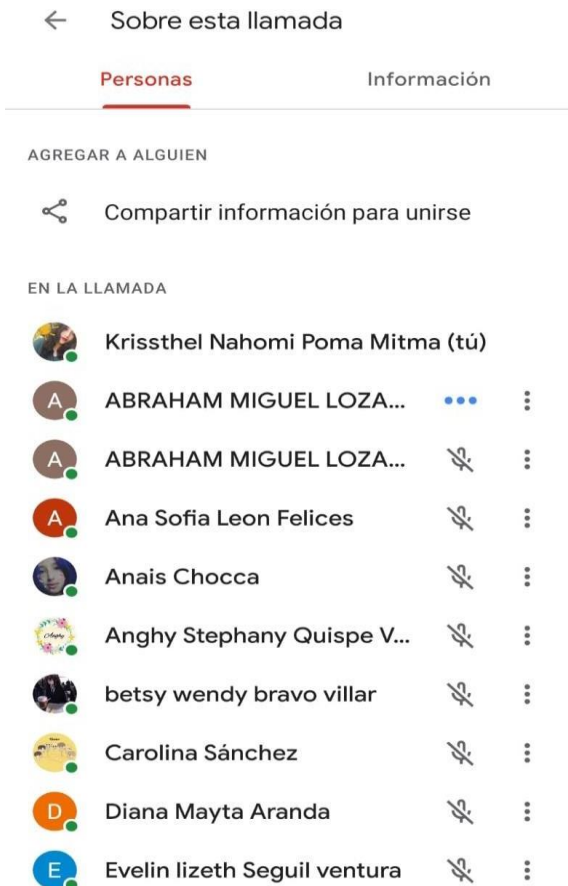 Sobre esta llamada
Personas Información
AGREGAR A ALGUIEN
Compartir información para unirse
EN LA LLAMADA
Krissthel Nahomi Poma Mitma (tú)
A ABRAHAM MIGUEL LOZA...
A ABRAHAM MIGUEL LOZA...
A Ana Sofia Leon Felices
Anais Chocca
Anghy Anghy Stephany Quispe V...
betsy wendy bravo villar
Carolina Sánchez
D Diana Mayta Aranda
E Evelin lizeth Seguil ventura